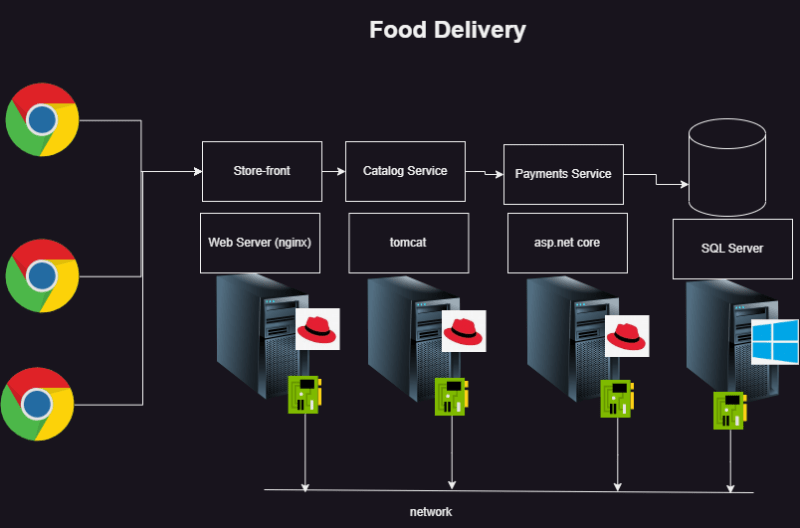 Food Delivery
Store-front
Catalog Service
Payments Service
Web Server (nginx)
tomcat
asp.net core
SQL Server
network